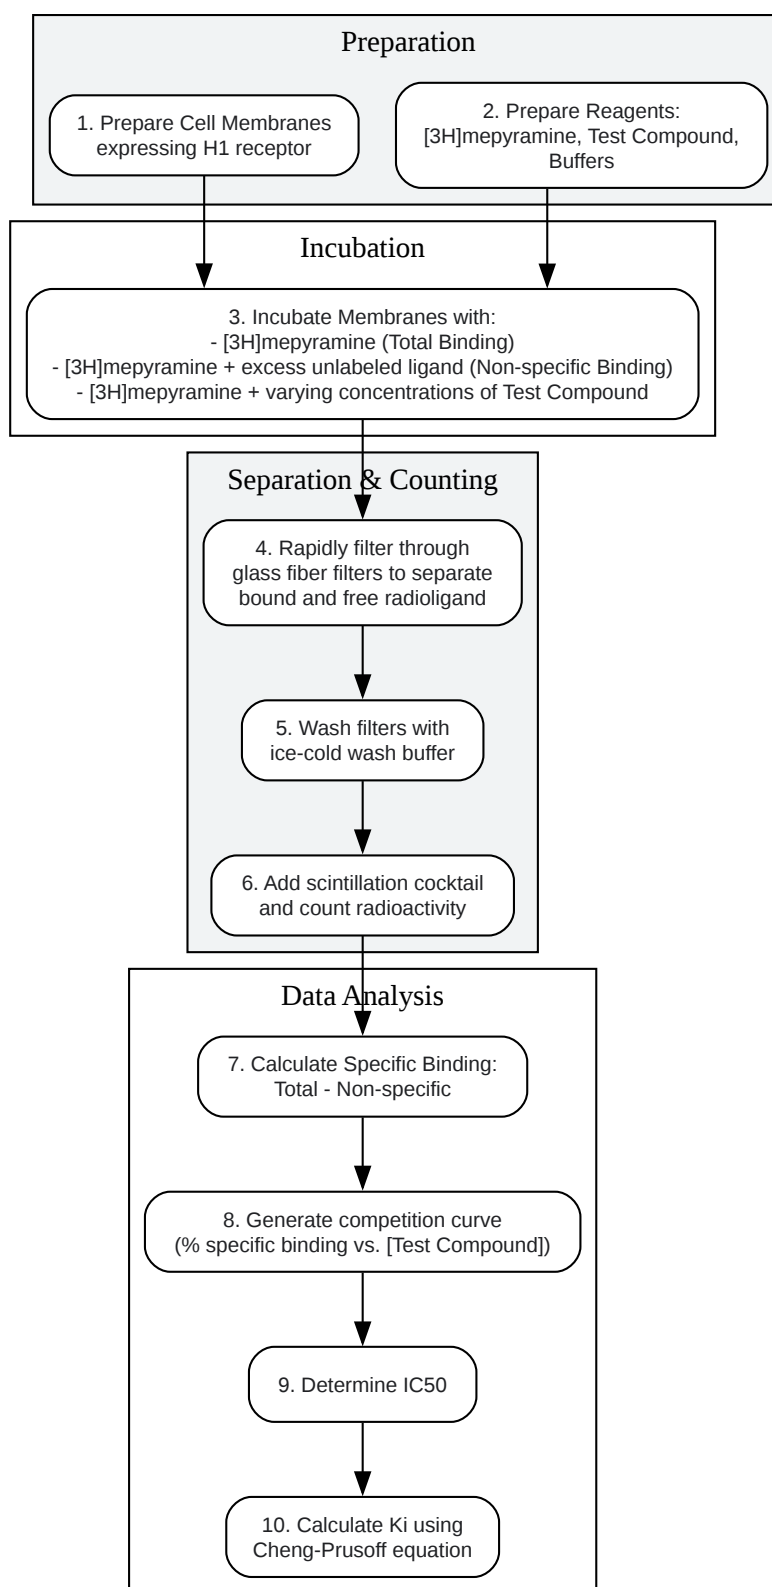 Preparation
1. Prepare Cell Membranes
expressing H1 receptor
2. Prepare Reagents:
[3H]mepyramine, Test Compound,
Buffers
Incubation
3. Incubate Membranes with:
- [3H]mepyramine (Total Binding)
- [3H]mepyramine + excess unlabeled ligand (Non-specific Binding)
- [3H]mepyramine + varying concentrations of Test Compound
Separation & Counting
4. Rapidly filter through
glass fiber filters to separate
bound and free radioligand
5. Wash filters with
ice-cold wash buffer
6. Add scintillation cocktail
and count radioactivity
Data Analysis
7. Calculate Specific Binding:
Total - Non-specific
8. Generate competition curve
(% specific binding vs. [Test Compound])
9. Determine IC50
10. Calculate Ki using
Cheng-Prusoff equation